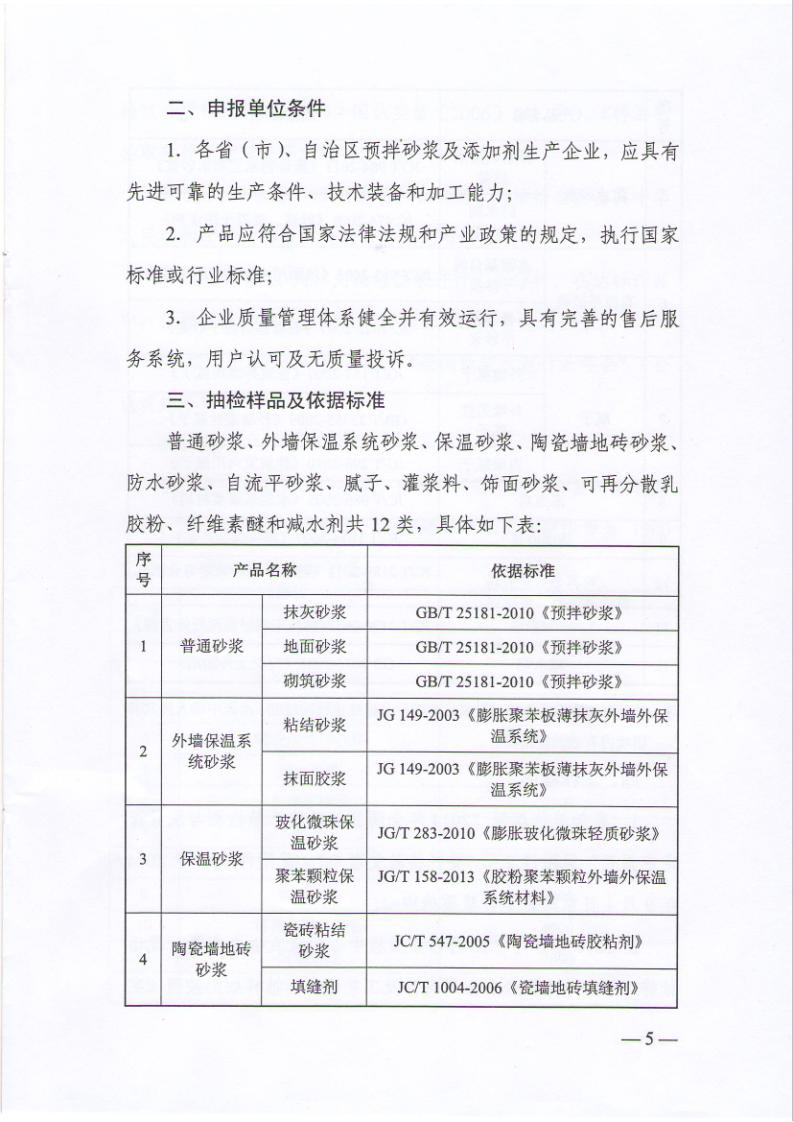 二、申报单位条件
1. 各省（市）、自治区预拌砂浆及添加剂生产企业，应具有
先进可靠的生产条件、技术装备和加工能力；
2. 产品应符合国家法律法规和产业政策的规定，执行国家
标准或行业标准；
3. 企业质量管理体系健全并有效运行，具有完善的售后服
务系统，用户认可及无质量投诉。
三、抽检样品及依据标准
普通砂浆、外墙保温系统砂浆、保温砂浆、陶瓷墙地砖砂浆、
防水砂浆、自流平砂浆、腻子、灌浆料、饰面砂浆、可再分散乳
胶粉、纤维素醚和减水剂共 12 类，具体如下表：
序
号
产品名称
依据标准
1
普通砂浆
抹灰砂浆
GB/T 25181-2010《预拌砂浆》
地面砂浆
GB/T 25181-2010《预拌砂浆》
砌筑砂浆
GB/T 25181-2010《预拌砂浆》
2
外墙保温系
统砂浆
粘结砂浆
JG 149-2003《膨胀聚苯板薄抹灰外墙外保
温系统》
抹面胶浆
JG 149-2003《膨胀聚苯板薄抹灰外墙外保
温系统》
3
保温砂浆
玻化微珠保
温砂浆
JG/T 283-2010《膨胀玻化微珠轻质砂浆》
聚苯颗粒保
温砂浆
JG/T 158-2013《胶粉聚苯颗粒外墙外保温
系统材料》
4
陶瓷墙地砖
砂浆
瓷砖粘结
砂浆
JC/T 547-2005《陶瓷墙地砖胶粘剂》
填缝剂
JC/T 1004-2006《瓷墙地砖填缝剂》
— 5 —